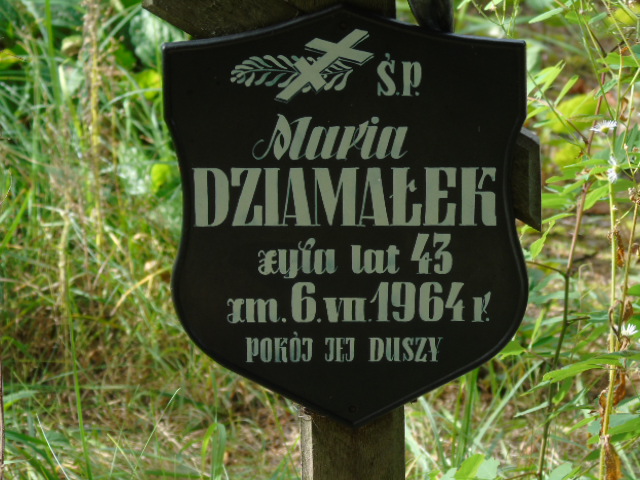 Ś.P.
Maria
DZIAMAŁEK
żyła lat 43
zm. 6.VII.1964 r.
POKÓJ JEJ DUSZY